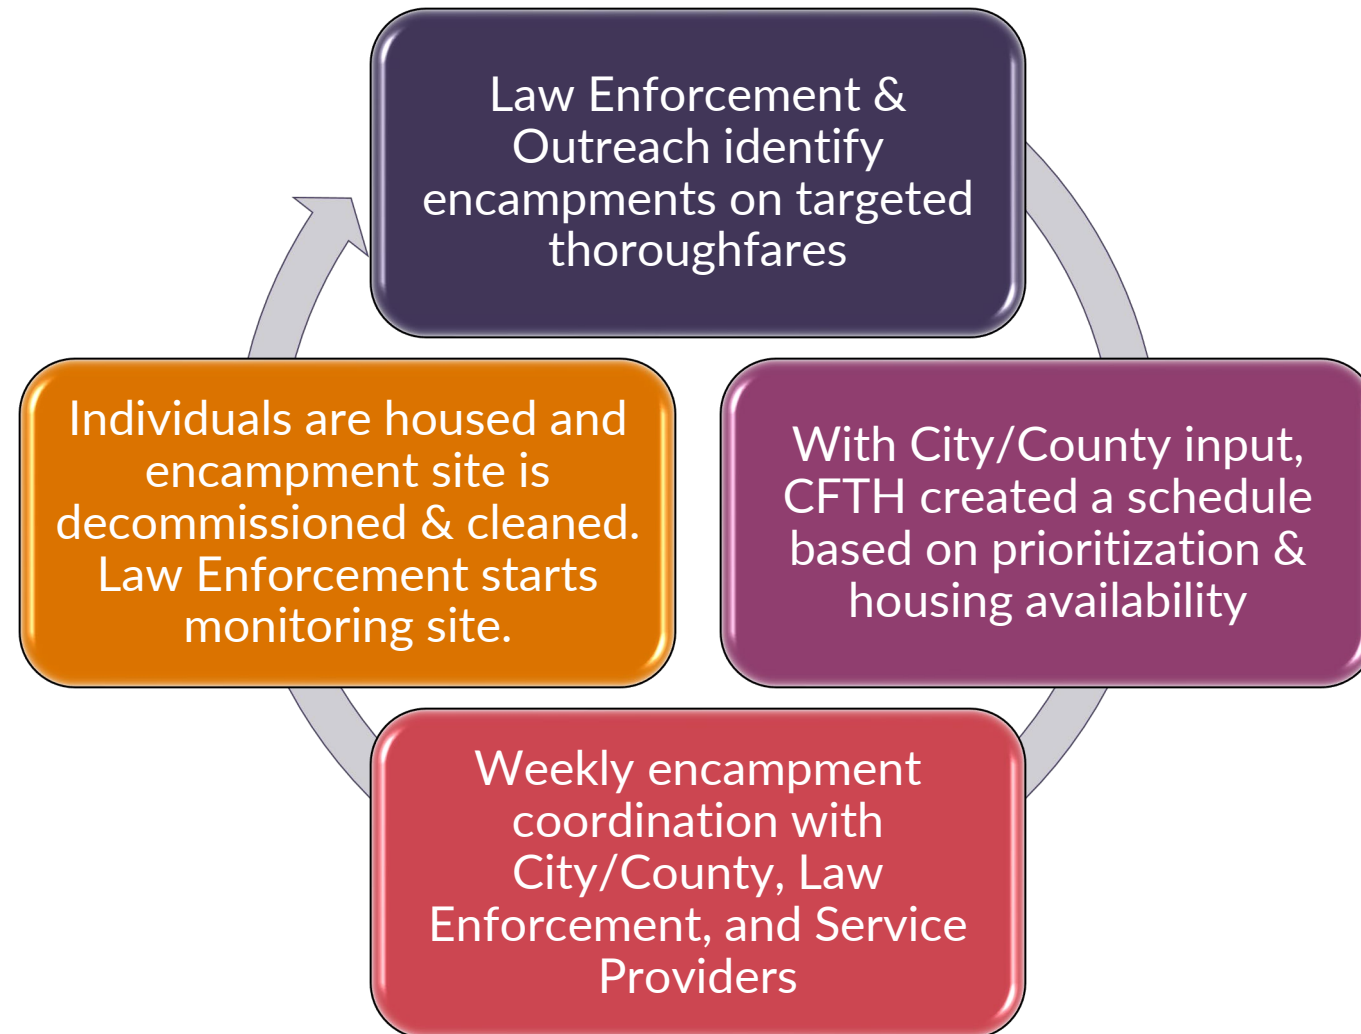 Law Enforcement &
Outreach identify
encampments on targeted
thoroughfares
With City/County input,
CFTH created a schedule
based on prioritization &
housing availability
Weekly encampment
coordination with
City/County, Law
Enforcement, and Service
Providers
Individuals are housed and
encampment site is
decommissioned & cleaned.
Law Enforcement starts
monitoring site.